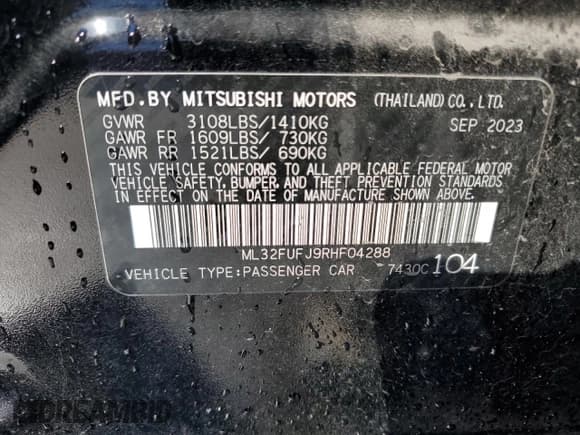 MFD. BY MITSUBISHI MOTORS (THAILAND) CO., LTD.
GVWR 3108LBS/1410KG SEP 2023
GAWR FR 1609LBS/ 730KG
GAWR RR 1521LBS/ 690KG
THIS VEHICLE CONFORMS TO ALL APPLICABLE FEDERAL MOTOR
VEHICLE SAFETY, BUMPER, AND THEFT PREVENTION STANDARDS
IN EFFECT ON THE DATE OF MANUFACTURE SHOWN ABOVE.
ML32FUFJ9RHF04288
VEHICLE TYPE:PASSENGER CAR 7430C 104
DREAMBID